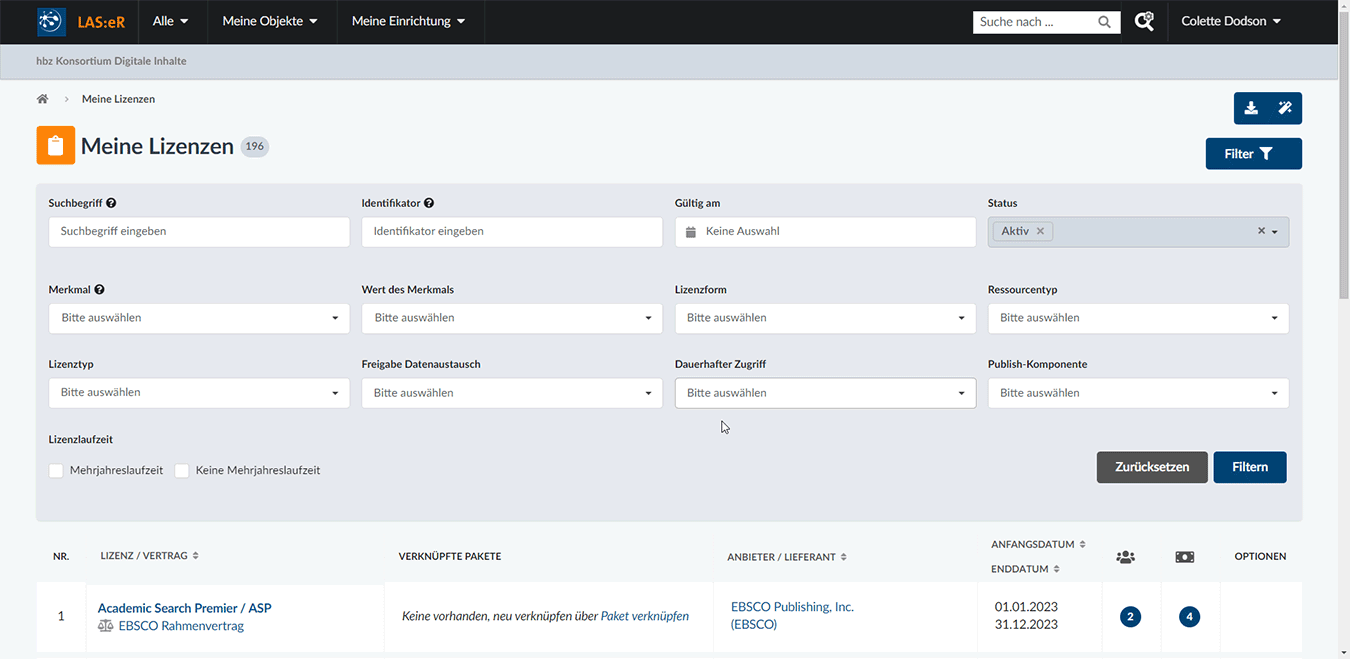 LAS:eR Alle Meine Objekte Meine Einrichtung Suche nach ... Colette Dodson
hbz Konsortium Digitale Inhalte
Meine Lizenzen
Meine Lizenzen 196
Filter
Suchbegriff Identifikator Gültig am Status
Suchbegriff eingeben Identifikator eingeben Keine Auswahl Aktiv
Merkmal Wert des Merkmals Lizenzform Ressourcentyp
Bitte auswählen Bitte auswählen Bitte auswählen Bitte auswählen
Lizenztyp Freigabe Datenaustausch Dauerhafter Zugriff Publish-Komponente
Bitte auswählen Bitte auswählen Bitte auswählen Bitte auswählen
Lizenzlaufzeit
Mehrjahreslaufzeit Keine Mehrjahreslaufzeit Zurücksetzen Filtern
NR. LIZENZ / VERTRAG VERKNÜPFTE PAKETE ANBIETER / LIEFERANT ANFANGSDATUM OPTIONEN
ENDDATUM
1 Academic Search Premier / ASP Keine vorhanden, neu verknüpfen über Paket verknüpfen EBSCO Publishing, Inc. 01.01.2023 2 4
EBSCO Rahmenvertrag (EBSCO) 31.12.2023